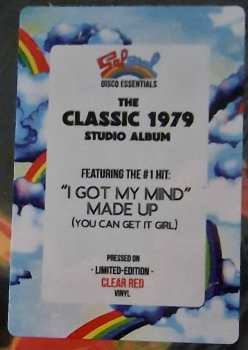 Salsoul
DISCO ESSENTIALS
THE
CLASSIC 1979
STUDIO ALBUM
FEATURING THE #1 HIT:
"I GOT MY MIND"
MADE UP
(YOU CAN GET IT GIRL)
PRESSED ON
- LIMITED-EDITION -
CLEAR RED
VINYL